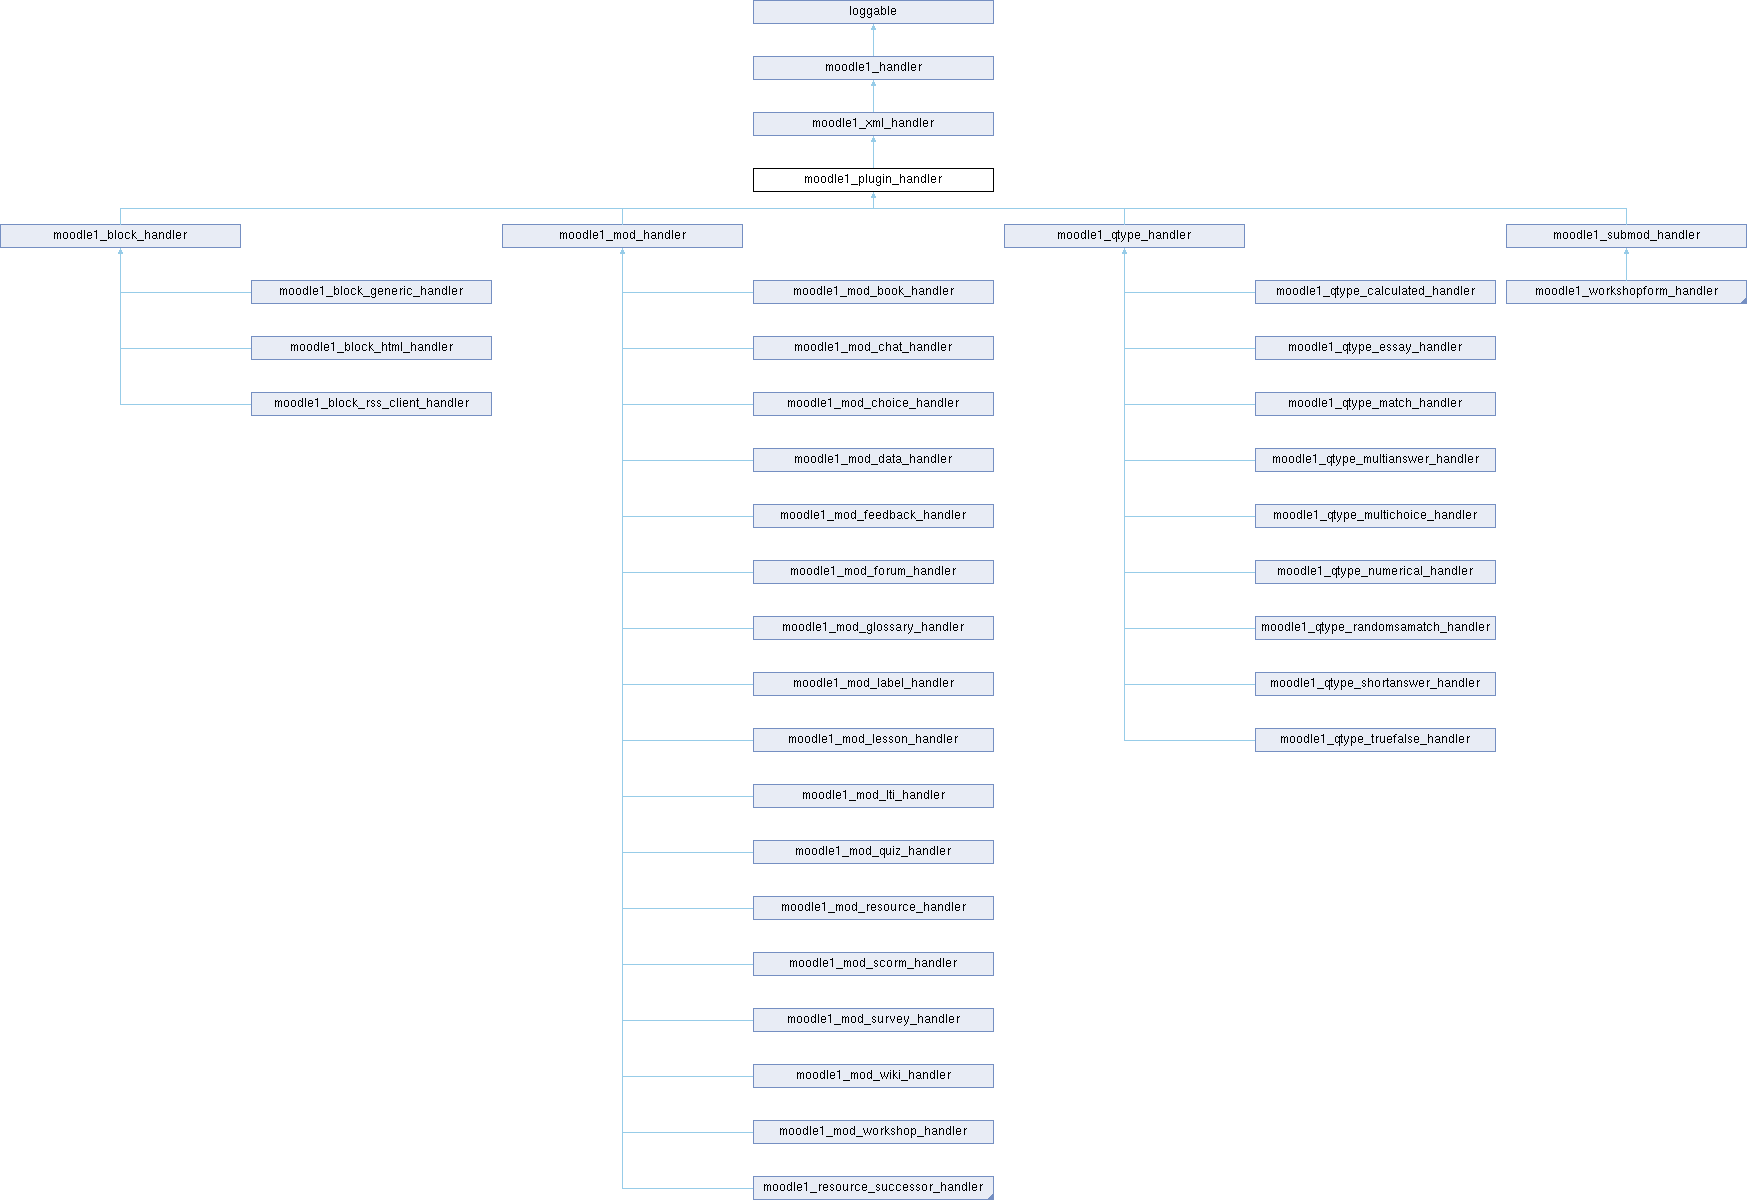 loggable
moodle1_handler
moodle1_xml_handler
moodle1_plugin_handler
moodle1_block_handler
moodle1_mod_handler
moodle1_qtype_handler
moodle1_submod_handler
moodle1_block_generic_handler
moodle1_mod_book_handler
moodle1_qtype_calculated_handler
moodle1_workshopform_handler
moodle1_block_html_handler
moodle1_mod_chat_handler
moodle1_qtype_essay_handler
moodle1_block_rss_client_handler
moodle1_mod_choice_handler
moodle1_qtype_match_handler
moodle1_mod_data_handler
moodle1_qtype_multianswer_handler
moodle1_mod_feedback_handler
moodle1_qtype_multichoice_handler
moodle1_mod_forum_handler
moodle1_qtype_numerical_handler
moodle1_mod_glossary_handler
moodle1_qtype_randomsamatch_handler
moodle1_mod_label_handler
moodle1_qtype_shortanswer_handler
moodle1_mod_lesson_handler
moodle1_qtype_truefalse_handler
moodle1_mod_lti_handler
moodle1_mod_quiz_handler
moodle1_mod_resource_handler
moodle1_mod_scorm_handler
moodle1_mod_survey_handler
moodle1_mod_wiki_handler
moodle1_mod_workshop_handler
moodle1_resource_successor_handler